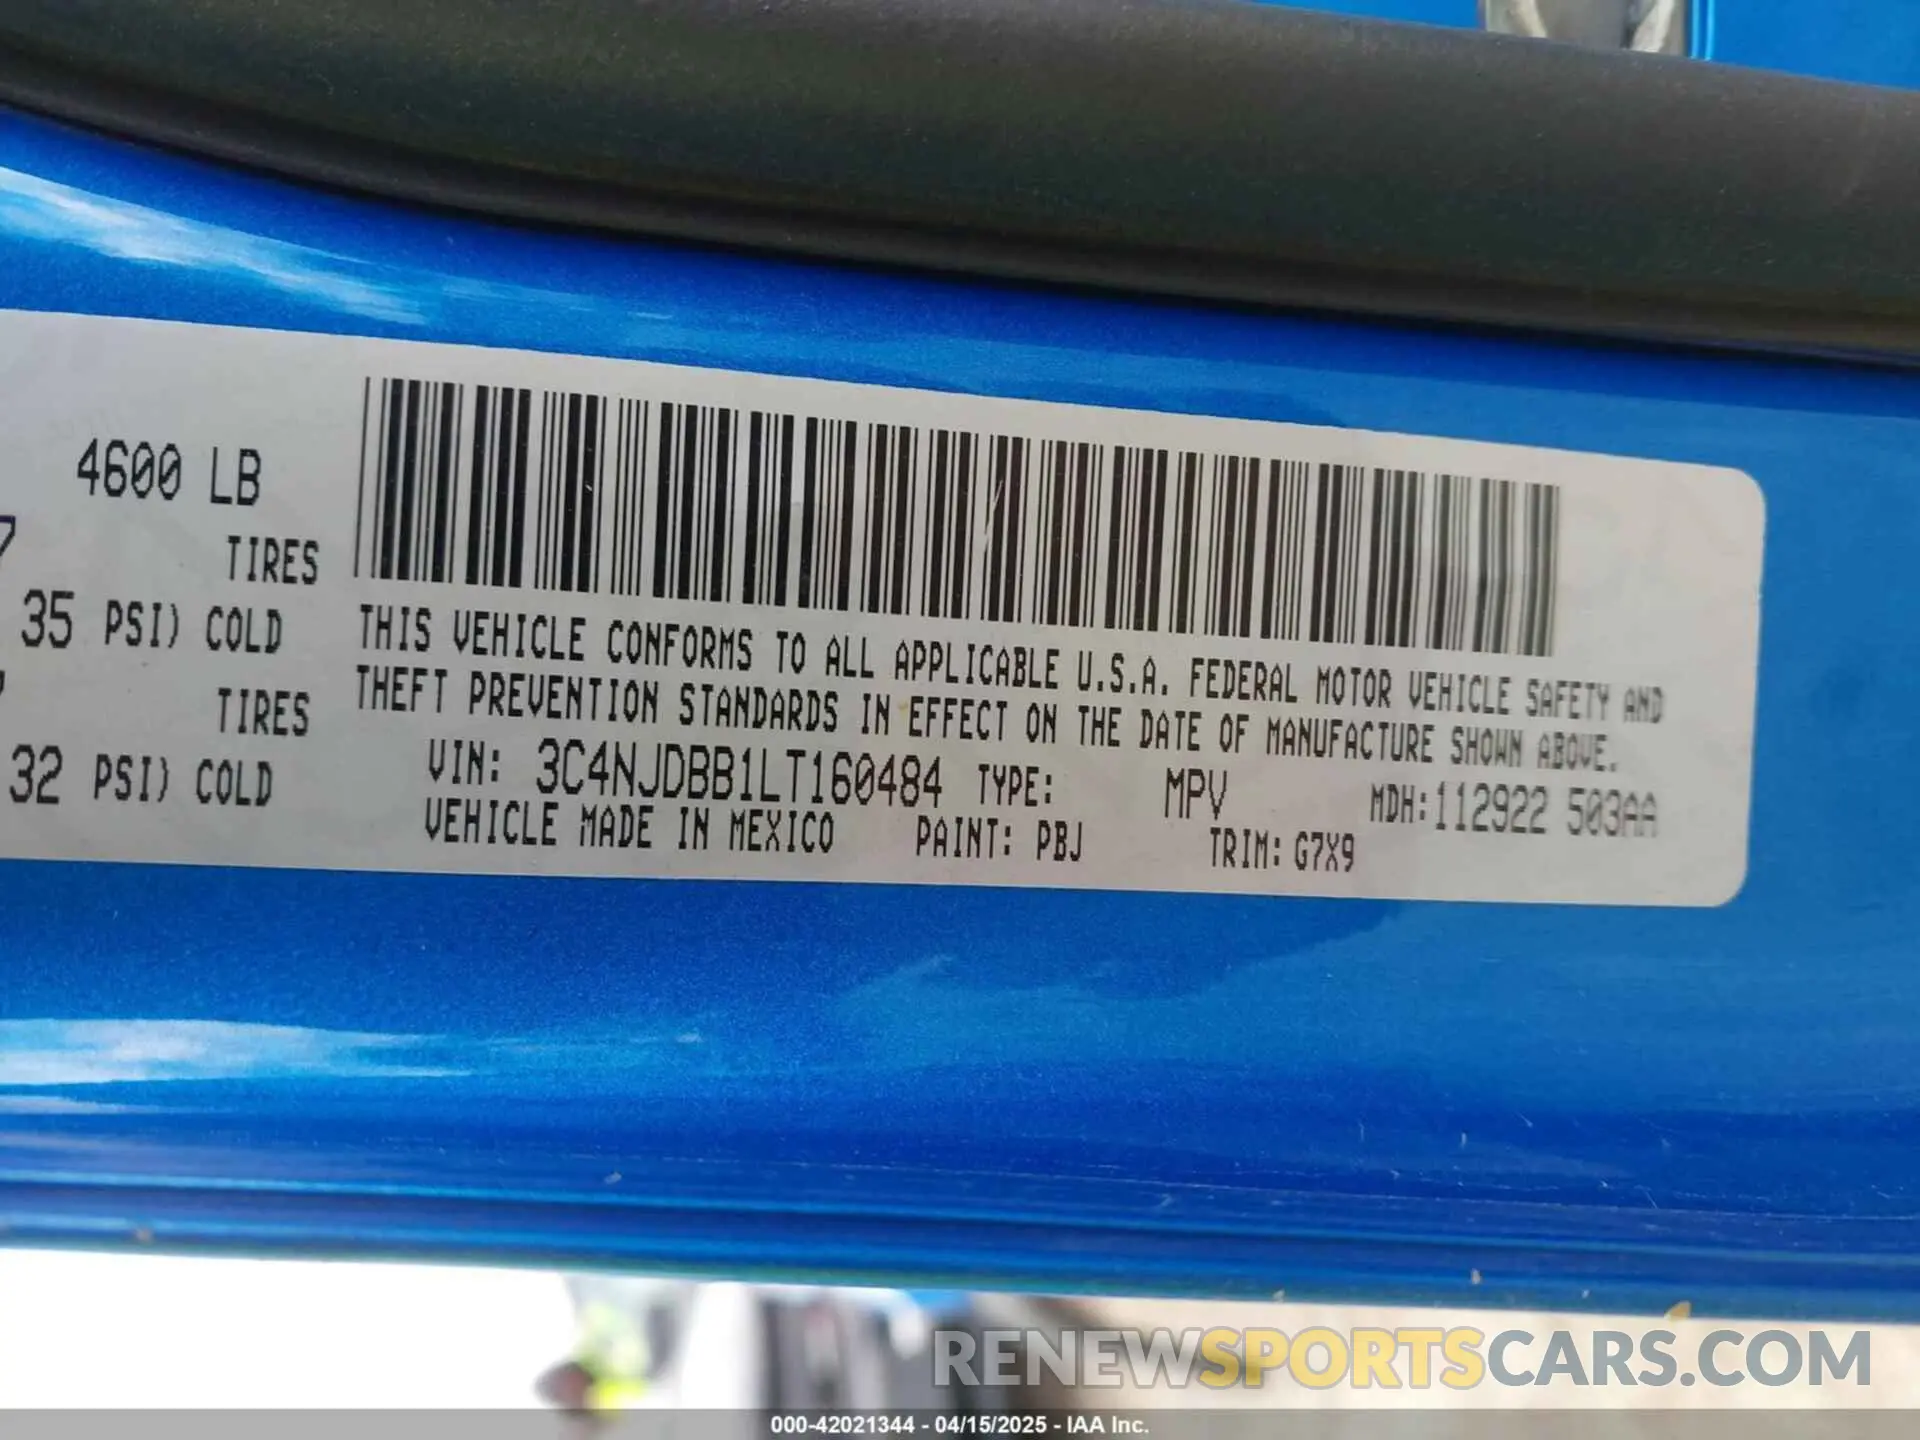 4600 LB
7 TIRES
35 PSI) COLD
TIRES
32 PSI) COLD
THIS VEHICLE CONFORMS TO ALL APPLICABLE U.S.A. FEDERAL MOTOR VEHICLE SAFETY AND
THEFT PREVENTION STANDARDS IN EFFECT ON THE DATE OF MANUFACTURE SHOWN ABOVE.
VIN: 3C4NJDBB1LT160484 TYPE: MPV MDH:112922 503AA
VEHICLE MADE IN MEXICO PAINT: PBJ TRIM: G7X9
RENEWSPORTSCARS.COM
000-42021344 - 04/15/2025 - IAA Inc.